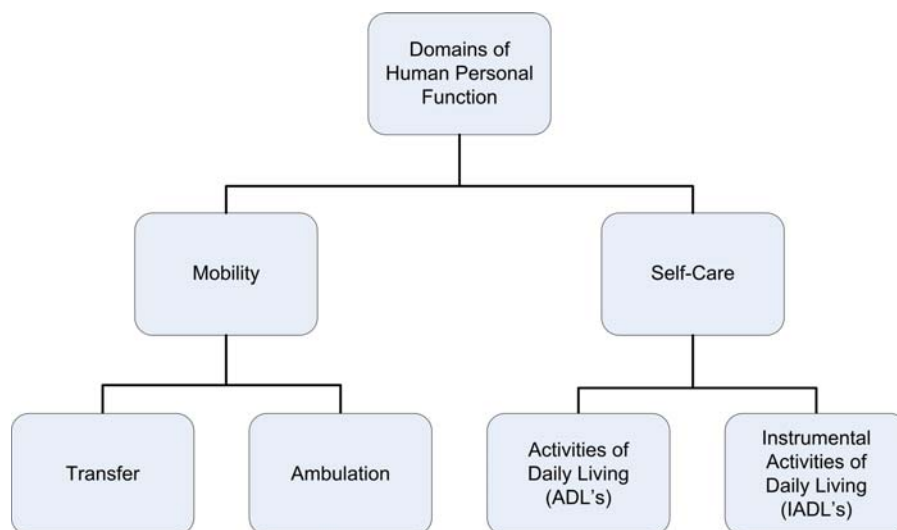 Domains of
Human Personal
Function
Mobility
Self-Care
Transfer
Ambulation
Activities of
Daily Living
(ADL's)
Instrumental
Activities of
Daily Living
(IADL's)